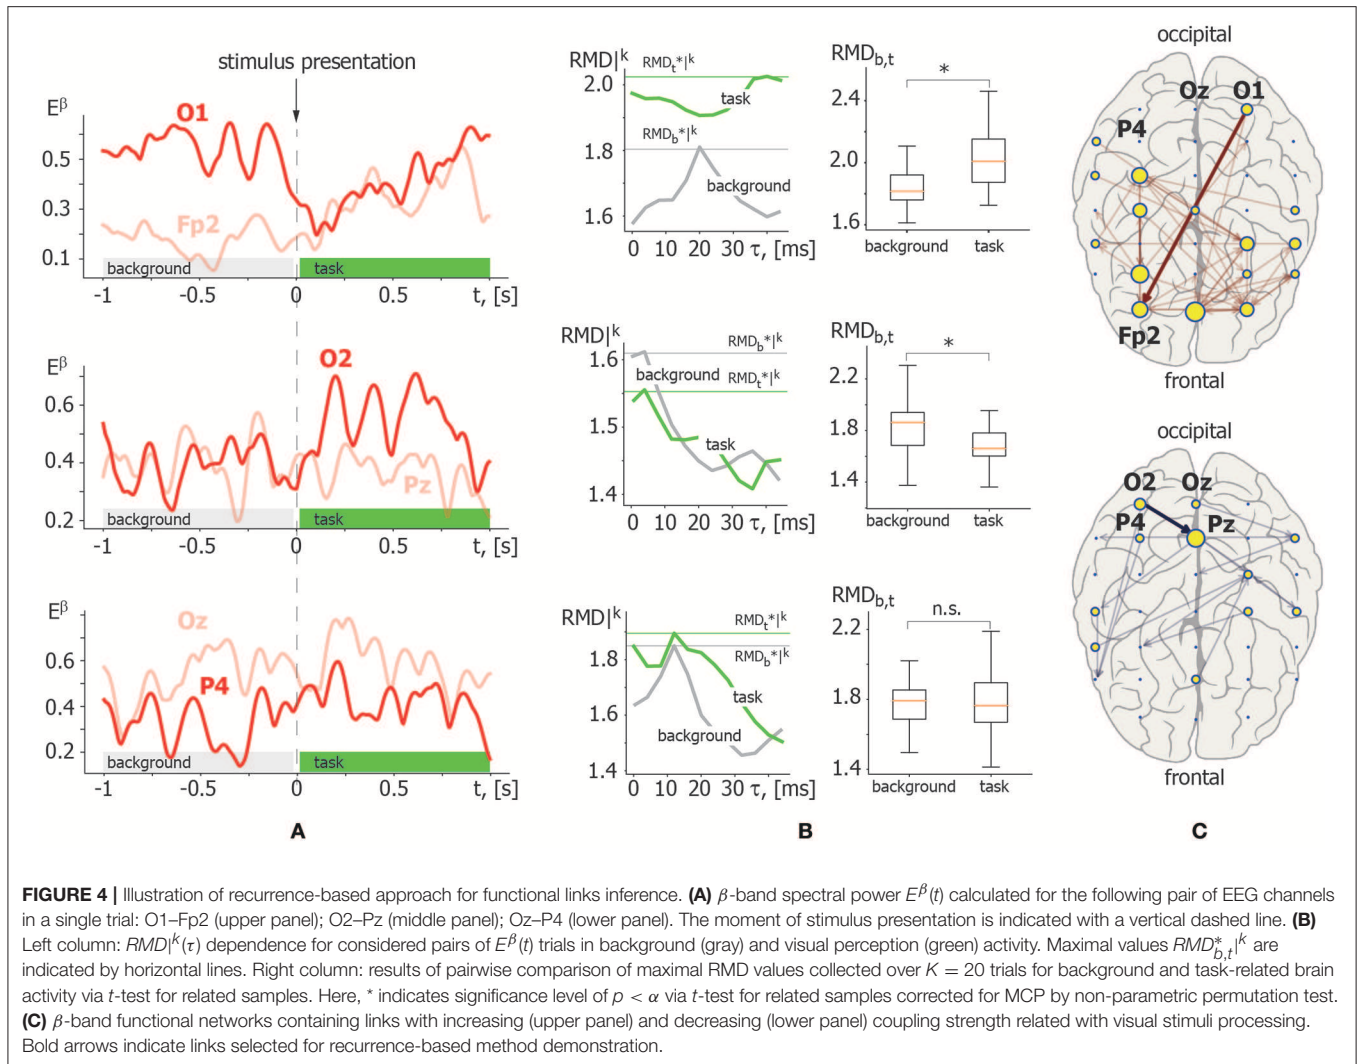 stimulus presentation
E^β
O1
0.5
0.3
Fp2
0.1
background
task
-1
-0.5
0
0.5
t, [s]
E^β
O2
0.6
0.4
Pz
0.2
background
task
-1
-0.5
0
0.5
t, [s]
E^β
Oz
0.6
P4
0.4
0.2
background
task
-1
-0.5
0
0.5
t, [s]
A
RMD|^k
RMD_t*|^k
2.0
task
RMD_b*|^k
1.8
background
1.6
0 10 20 30 τ, [ms]
RMD_b,t
*
2.4
2.0
1.6
background task
RMD|^k
RMD_b*|^k
1.6
background
RMD_t*|^k
1.5
task
1.4
0 10 20 30 τ, [ms]
RMD_b,t
*
2.2
1.8
1.4
background task
RMD|^k
RMD_t*|^k
RMD_b*|^k
1.8
task
1.6
background
1.4
0 10 20 30 τ, [ms]
RMD_b,t
n.s.
2.2
1.8
1.4
background task
B
occipital
Oz O1
P4
Fp2
frontal
occipital
O2 Oz
P4 Pz
frontal
C
FIGURE 4 | Illustration of recurrence-based approach for functional links inference. (A) β-band spectral power E^β(t) calculated for the following pair of EEG channels
in a single trial: O1–Fp2 (upper panel); O2–Pz (middle panel); Oz–P4 (lower panel). The moment of stimulus presentation is indicated with a vertical dashed line. (B)
Left column: RMD|^k(τ) dependence for considered pairs of E^β(t) trials in background (gray) and visual perception (green) activity. Maximal values RMD*_b,t|^k are
indicated by horizontal lines. Right column: results of pairwise comparison of maximal RMD values collected over K = 20 trials for background and task-related brain
activity via t-test for related samples. Here, * indicates significance level of p < α via t-test for related samples corrected for MCP by non-parametric permutation test.
(C) β-band functional networks containing links with increasing (upper panel) and decreasing (lower panel) coupling strength related with visual stimuli processing.
Bold arrows indicate links selected for recurrence-based method demonstration.